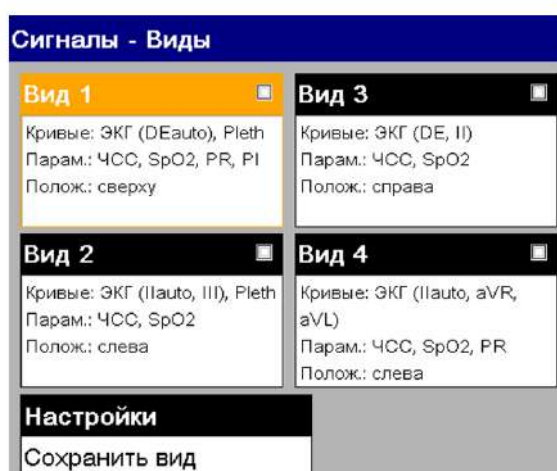 Сигналы - Виды
Вид 1
Кривые: ЭКГ (DEauto), Pleth
Парам.: ЧСС, SpO2, PR, PI
Полож.: сверху
Вид 3
Кривые: ЭКГ (DE, II)
Парам.: ЧСС, SpO2
Полож.: справа
Вид 2
Кривые: ЭКГ (IIauto, III), Pleth
Парам.: ЧСС, SpO2
Полож.: слева
Вид 4
Кривые: ЭКГ (IIauto, aVR,
aVL)
Парам.: ЧСС, SpO2, PR
Полож.: слева
Настройки
Сохранить вид